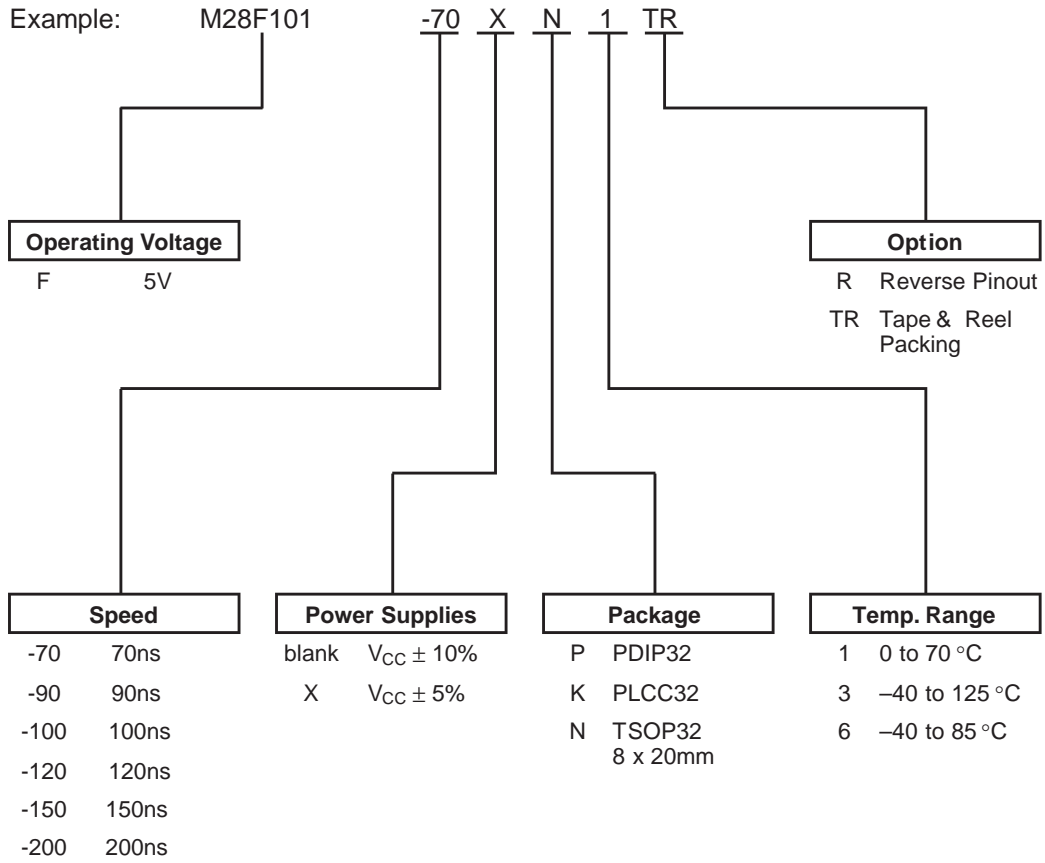 Example: M28F101 -70 X N 1 TR
Operating Voltage
F 5V
Option
R Reverse Pinout
TR Tape & Reel
Packing
Speed
-70 70ns
-90 90ns
-100 100ns
-120 120ns
-150 150ns
-200 200ns
Power Supplies
blank VCC ± 10%
X VCC ± 5%
Package
P PDIP32
K PLCC32
N TSOP32
8 x 20mm
Temp. Range
1 0 to 70 °C
3 –40 to 125 °C
6 –40 to 85 °C